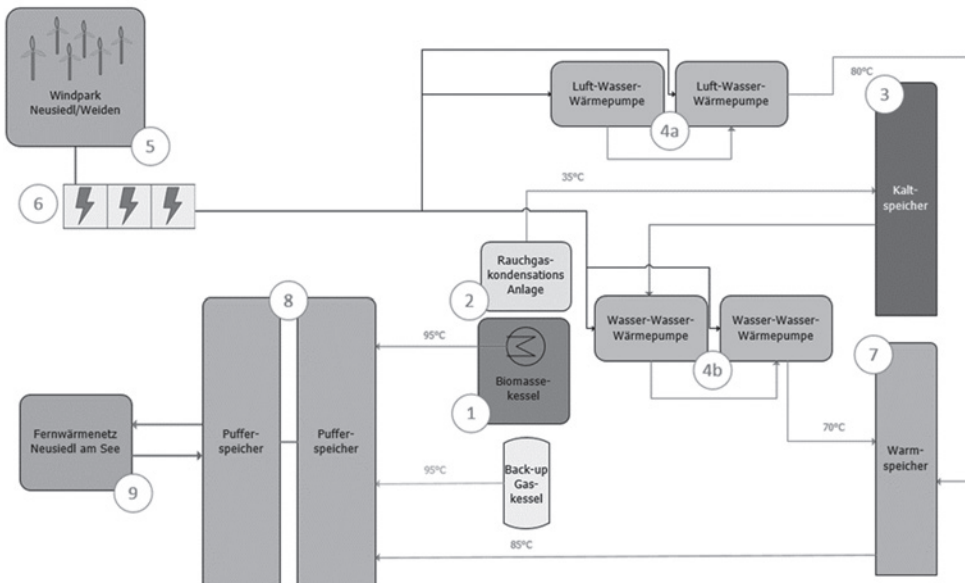 Windpark
Neusiedl/Weiden
5
6
Luft-Wasser-
Wärmepumpe
Luft-Wasser-
Wärmepumpe
4a
80°C
3
Kalt-
speicher
35°C
Rauchgas-
kondensations
Anlage
2
Wasser-Wasser-
Wärmepumpe
Wasser-Wasser-
Wärmepumpe
4b
8
95°C
Biomasse-
kessel
1
7
70°C
Warm-
speicher
Fernwärmenetz
Neusiedl am See
9
Puffer-
speicher
Puffer-
speicher
95°C
Back-up
Gas-
kessel
85°C